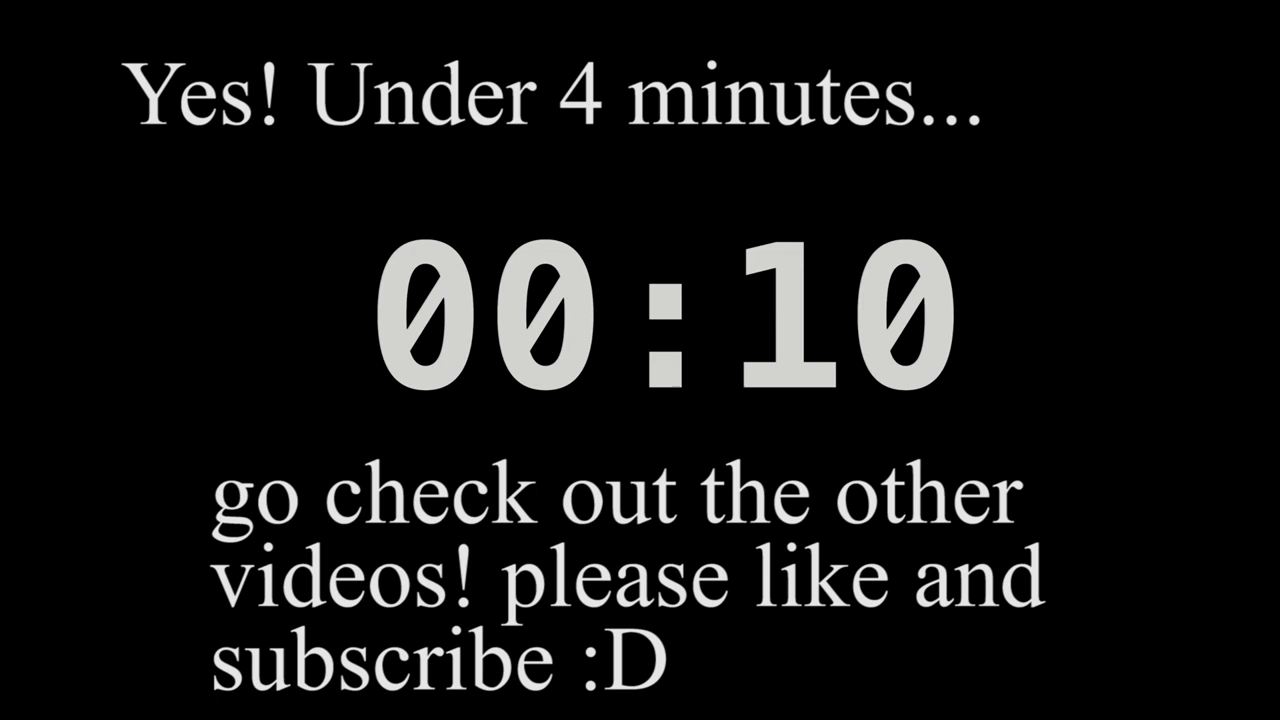 Yes! Under 4 minutes...
00:10
go check out the other
videos! please like and
subscribe :D